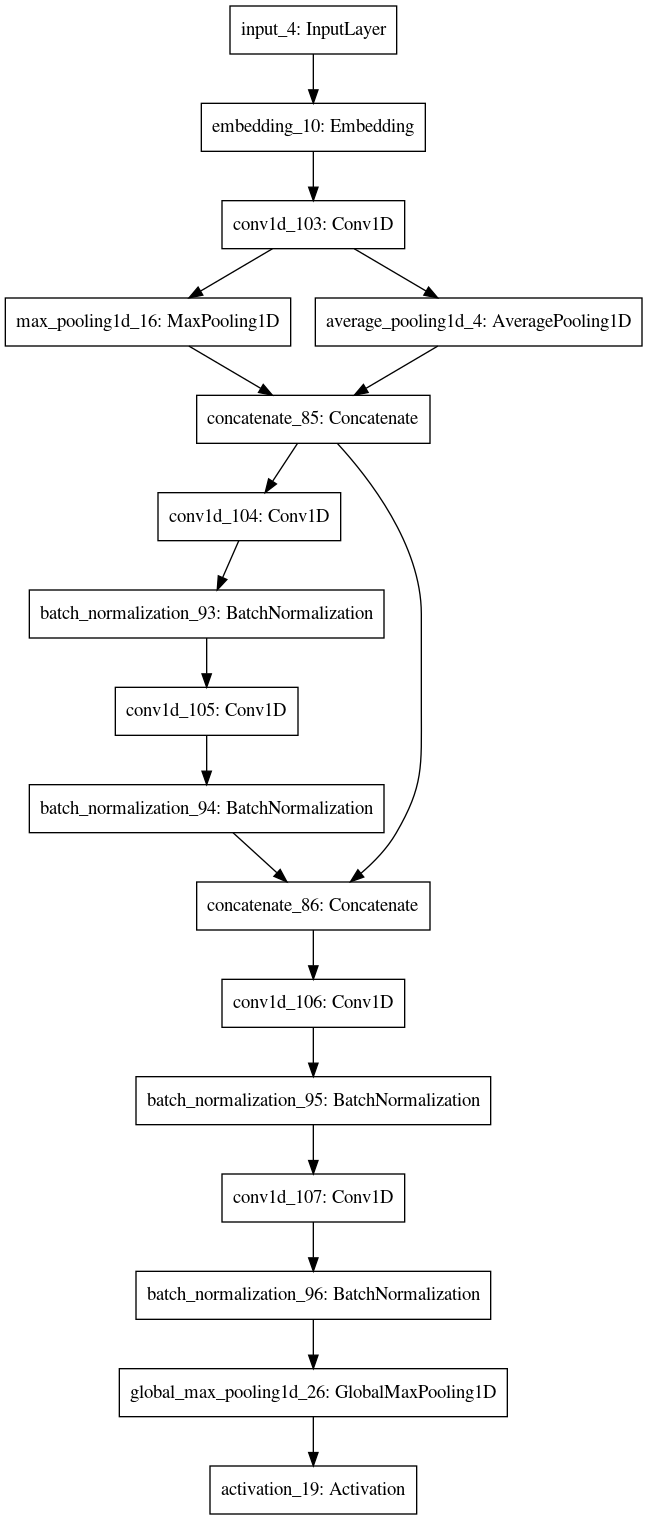 input_4: InputLayer
embedding_10: Embedding
conv1d_103: Conv1D
max_pooling1d_16: MaxPooling1D
average_pooling1d_4: AveragePooling1D
concatenate_85: Concatenate
conv1d_104: Conv1D
batch_normalization_93: BatchNormalization
conv1d_105: Conv1D
batch_normalization_94: BatchNormalization
concatenate_86: Concatenate
conv1d_106: Conv1D
batch_normalization_95: BatchNormalization
conv1d_107: Conv1D
batch_normalization_96: BatchNormalization
global_max_pooling1d_26: GlobalMaxPooling1D
activation_19: Activation